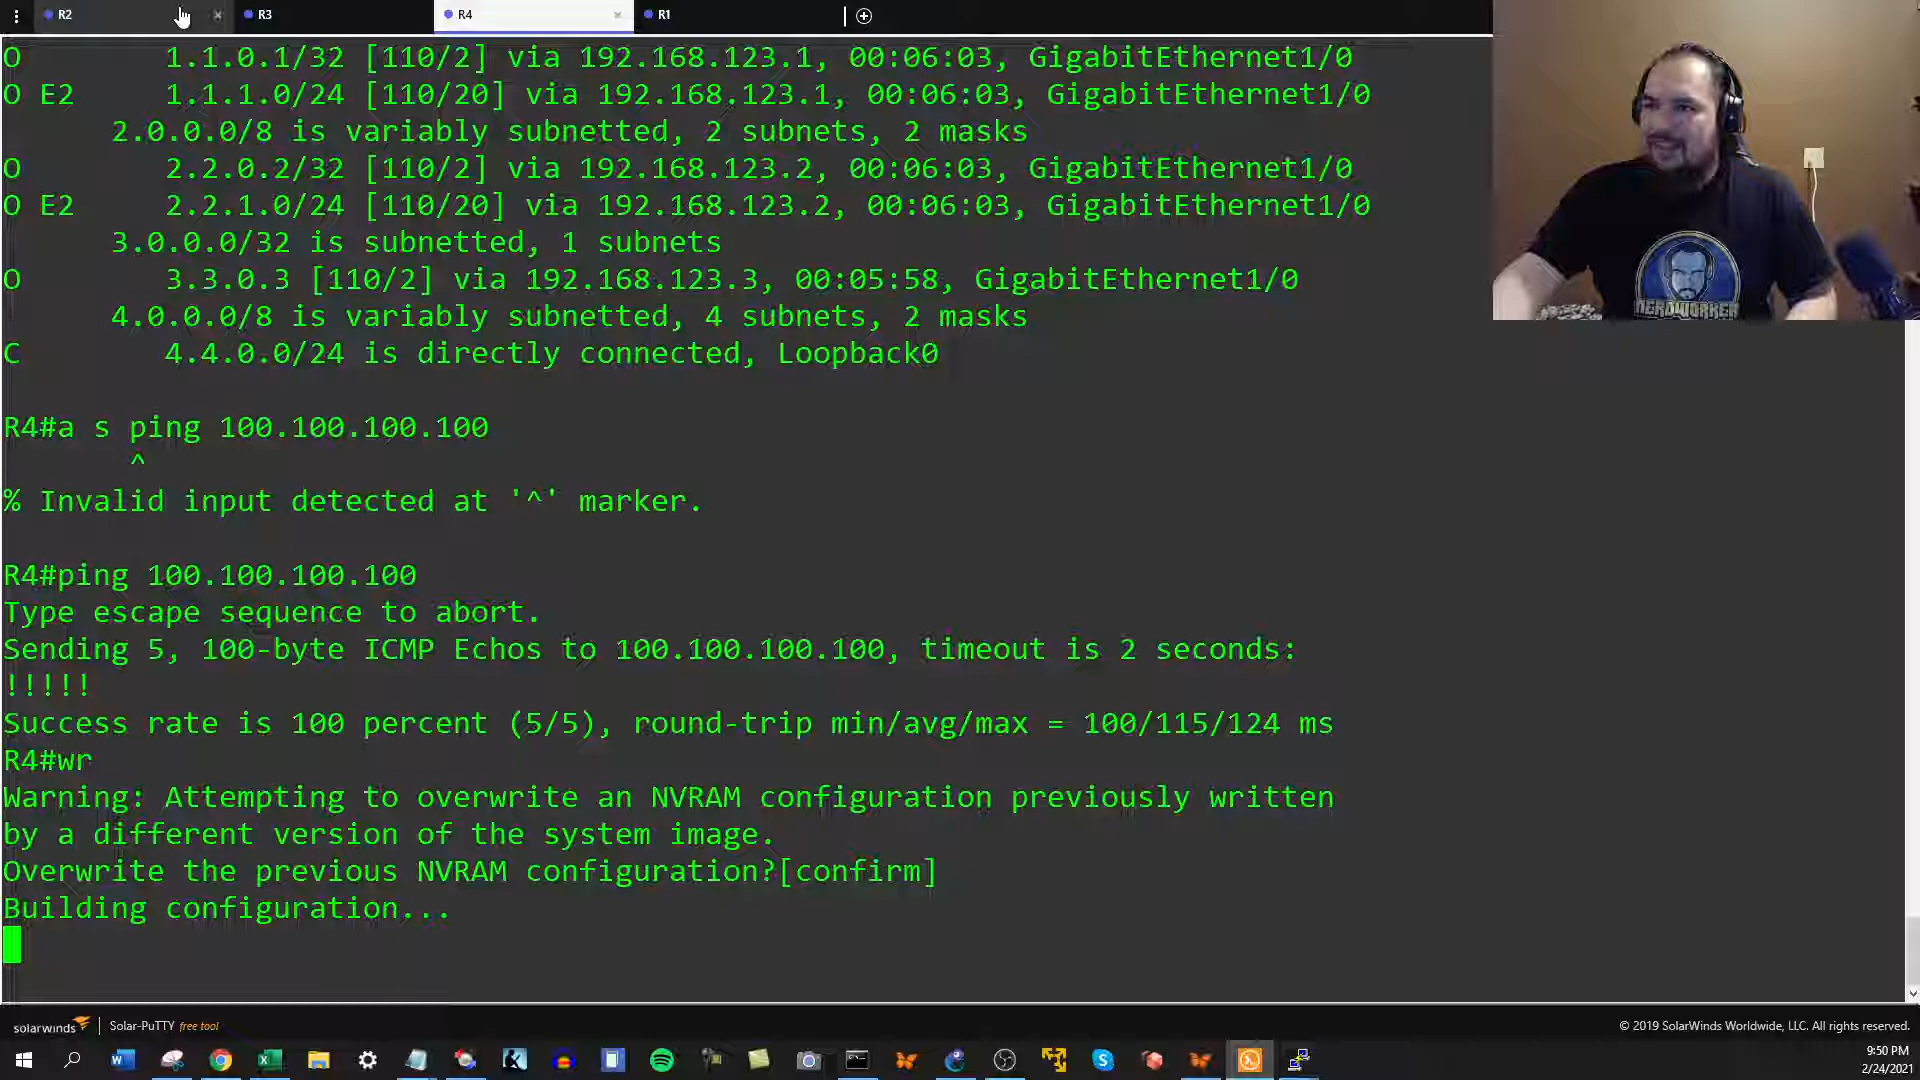 R2
R3
R4
R1
O 1.1.0.1/32 [110/2] via 192.168.123.1, 00:06:03, GigabitEthernet1/0
O E2 1.1.1.0/24 [110/20] via 192.168.123.1, 00:06:03, GigabitEthernet1/0
2.0.0.0/8 is variably subnetted, 2 subnets, 2 masks
O 2.2.0.2/32 [110/2] via 192.168.123.2, 00:06:03, GigabitEthernet1/0
O E2 2.2.1.0/24 [110/20] via 192.168.123.2, 00:06:03, GigabitEthernet1/0
3.0.0.0/32 is subnetted, 1 subnets
O 3.3.0.3 [110/2] via 192.168.123.3, 00:05:58, GigabitEthernet1/0
4.0.0.0/8 is variably subnetted, 4 subnets, 2 masks
C 4.4.0.0/24 is directly connected, Loopback0
R4#a s ping 100.100.100.100
^
% Invalid input detected at '^' marker.
R4#ping 100.100.100.100
Type escape sequence to abort.
Sending 5, 100-byte ICMP Echos to 100.100.100.100, timeout is 2 seconds:
!!!!!
Success rate is 100 percent (5/5), round-trip min/avg/max = 100/115/124 ms
R4#wr
Warning: Attempting to overwrite an NVRAM configuration previously written
by a different version of the system image.
Overwrite the previous NVRAM configuration?[confirm]
Building configuration...
NERDWORKER
solarwinds | Solar-PuTTY free tool
© 2019 SolarWinds Worldwide, LLC. All rights reserved.
9:50 PM
2/24/2021